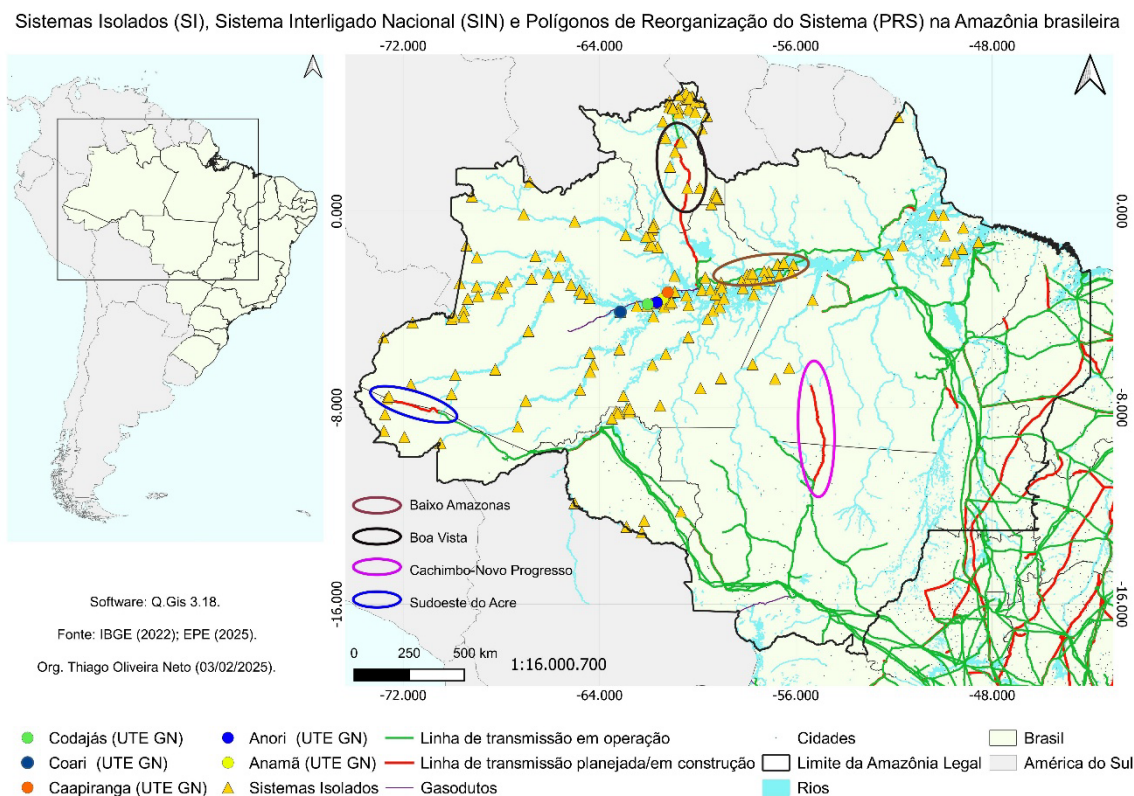 Sistemas Isolados (SI), Sistema Interligado Nacional (SIN) e Polígonos de Reorganização do Sistema (PRS) na Amazônia brasileira
-72.000 -64.000 -56.000 -48.000
0.000 0.000
-8.000 -8.000
-16.000 -16.000
Baixo Amazonas
Boa Vista
Cachimbo-Novo Progresso
Sudoeste do Acre
Software: Q.Gis 3.18.
Fonte: IBGE (2022); EPE (2025).
Org. Thiago Oliveira Neto (03/02/2025).
0 250 500 km
1:16.000.700
-72.000 -64.000 -56.000 -48.000
Codajás (UTE GN) Anori (UTE GN) Linha de transmissão em operação Cidades Brasil
Coari (UTE GN) Anamã (UTE GN) Linha de transmissão planejada/em construção Limite da Amazônia Legal América do Sul
Caapiranga (UTE GN) Sistemas Isolados Gasodutos Rios